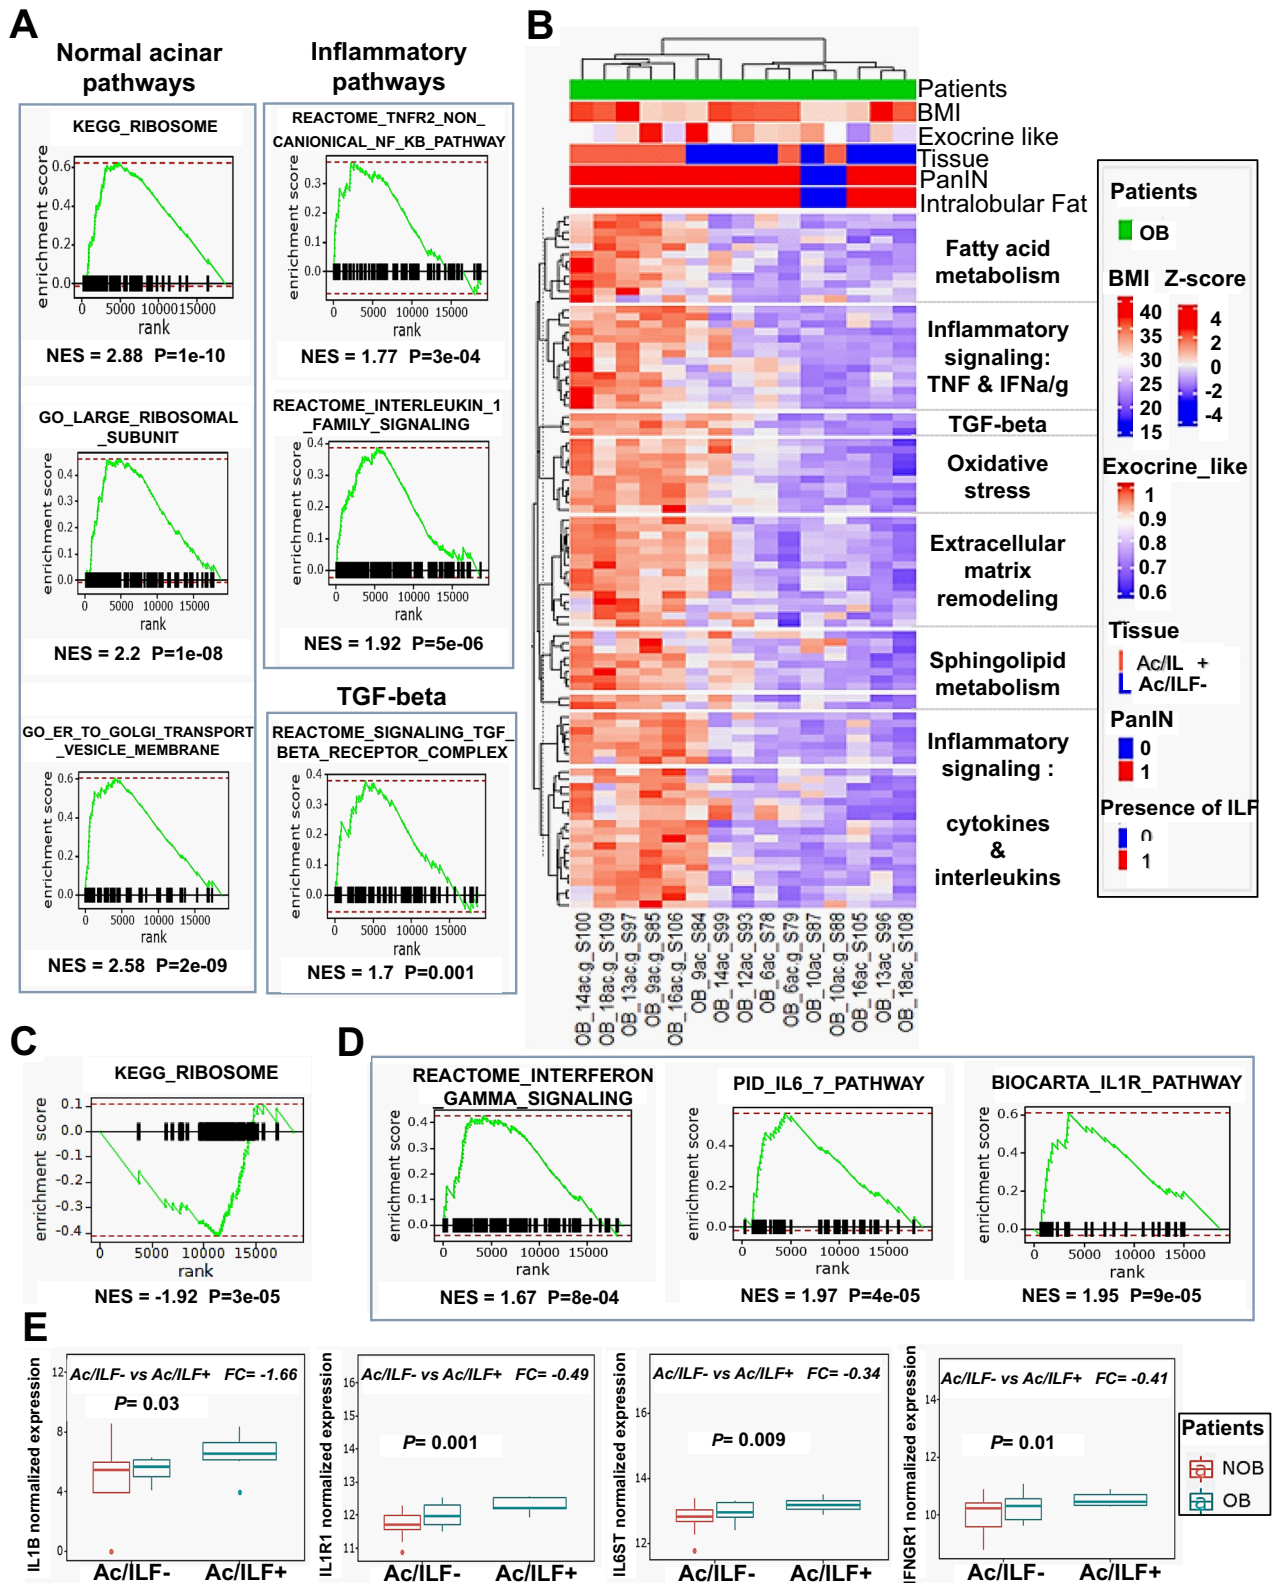 A
Normal acinar
pathways
Inflammatory
pathways
KEGG_RIBOSOME
enrichment score
0.6
0.4
0.2
0.0
0 5000 10000 15000
rank
NES = 2.88 P=1e-10
GO_LARGE_RIBOSOMAL
_SUBUNIT
enrichment score
0.4
0.3
0.2
0.1
0.0
0 5000 10000 15000
rank
NES = 2.2 P=1e-08
GO_ER_TO_GOLGI_TRANSPORT
_VESICLE_MEMBRANE
enrichment score
0.6
0.4
0.2
0.0
0 5000 10000 15000
rank
NES = 2.58 P=2e-09
REACTOME_TNFR2_NON_
CANIONICAL_NF_KB_PATHWAY
enrichment score
0.3
0.2
0.1
0.0
0 5000 10000 15000
rank
NES = 1.77 P=3e-04
REACTOME_INTERLEUKIN_1
_FAMILY_SIGNALING
enrichment score
0.4
0.3
0.2
0.1
0.0
0 5000 10000 15000
rank
NES = 1.92 P=5e-06
TGF-beta
REACTOME_SIGNALING_TGF_
BETA_RECEPTOR_COMPLEX
enrichment score
0.4
0.3
0.2
0.1
0.0
0 5000 10000 15000
rank
NES = 1.7 P=0.001
B
Patients
BMI
Exocrine like
Tissue
PanIN
Intralobular Fat
Fatty acid
metabolism
Inflammatory
signaling:
TNF & IFNa/g
TGF-beta
Oxidative
stress
Extracellular
matrix
remodeling
Sphingolipid
metabolism
Inflammatory
signaling :
cytokines
&
interleukins
OB_14ac.g_S100
OB_18ac.g_S109
OB_13ac.g_S97
OB_9ac.g_S85
OB_16ac.g_S106
OB_9ac_S84
OB_14ac_S99
OB_12ac_S93
OB_6ac_S78
OB_6ac.g_S79
OB_10ac_S87
OB_10ac.g_S88
OB_16ac_S105
OB_13ac_S96
OB_18ac_S108
Patients
OB
BMI Z-score
40
35
30
25
20
15
4
2
0
-2
-4
Exocrine_like
1
0.9
0.8
0.7
0.6
Tissue
Ac/IL +
Ac/ILF-
PanIN
0
1
Presence of ILF
0
1
C
KEGG_RIBOSOME
enrichment score
0.1
0.0
-0.1
-0.2
-0.3
-0.4
0 5000 10000 15000
rank
NES = -1.92 P=3e-05
D
REACTOME_INTERFERON
_GAMMA_SIGNALING
enrichment score
0.4
0.3
0.2
0.1
0.0
0 5000 10000 15000
rank
NES = 1.67 P=8e-04
PID_IL6_7_PATHWAY
enrichment score
0.4
0.2
0.0
0 5000 10000 15000
rank
NES = 1.97 P=4e-05
BIOCARTA_IL1R_PATHWAY
enrichment score
0.6
0.4
0.2
0.0
0 5000 10000 15000
rank
NES = 1.95 P=9e-05
E
IL1B normalized expression
12
8
4
0
Ac/ILF- vs Ac/ILF+ FC= -1.66
P= 0.03
Ac/ILF- Ac/ILF+
IL1R1 normalized expression
16
15
14
13
12
11
Ac/ILF- vs Ac/ILF+ FC= -0.49
P= 0.001
Ac/ILF- Ac/ILF+
IL6ST normalized expression
16
14
12
Ac/ILF- vs Ac/ILF+ FC= -0.34
P= 0.009
Ac/ILF- Ac/ILF+
IFNGR1 normalized expression
14
12
10
Ac/ILF- vs Ac/ILF+ FC= -0.41
P= 0.01
Ac/ILF- Ac/ILF+
Patients
a NOB
a OB